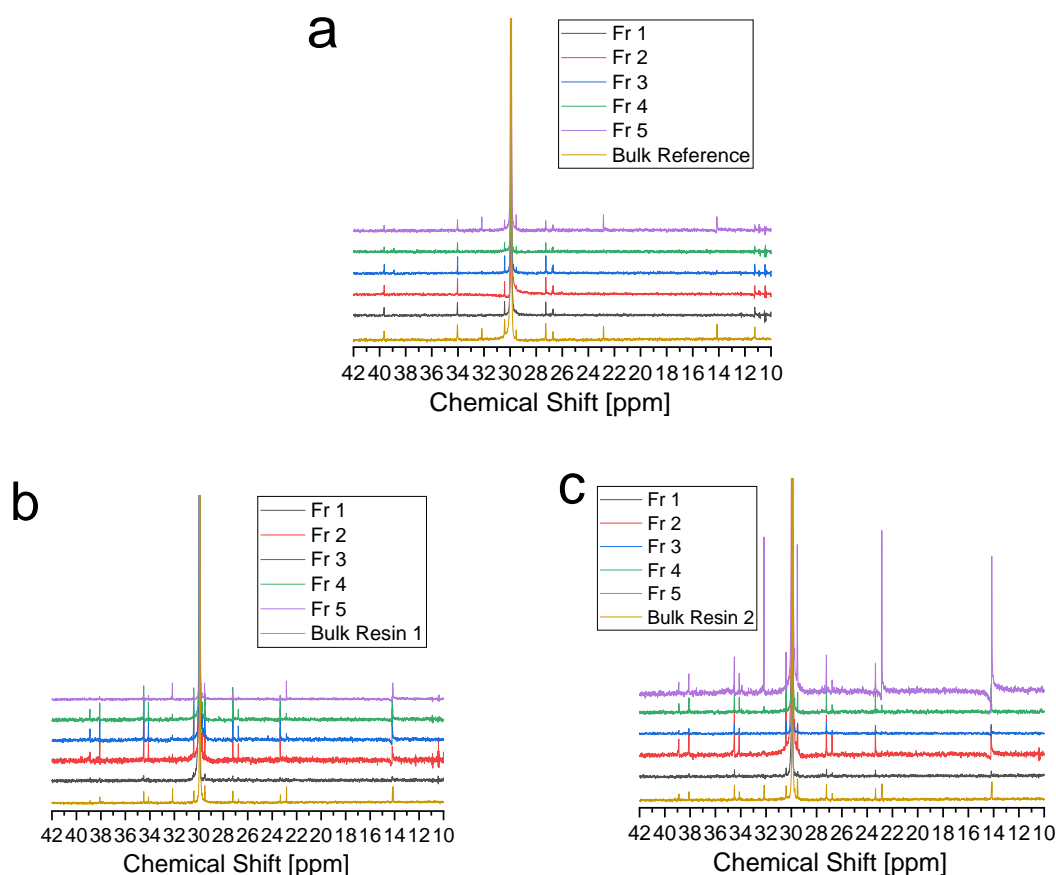 a
Fr 1
Fr 2
Fr 3
Fr 4
Fr 5
Bulk Reference
42 40 38 36 34 32 30 28 26 24 22 20 18 16 14 12 10
Chemical Shift [ppm]
b
Fr 1
Fr 2
Fr 3
Fr 4
Fr 5
Bulk Resin 1
42 40 38 36 34 32 30 28 26 24 22 20 18 16 14 12 10
Chemical Shift [ppm]
c
Fr 1
Fr 2
Fr 3
Fr 4
Fr 5
Bulk Resin 2
42 40 38 36 34 32 30 28 26 24 22 20 18 16 14 12 10
Chemical Shift [ppm]